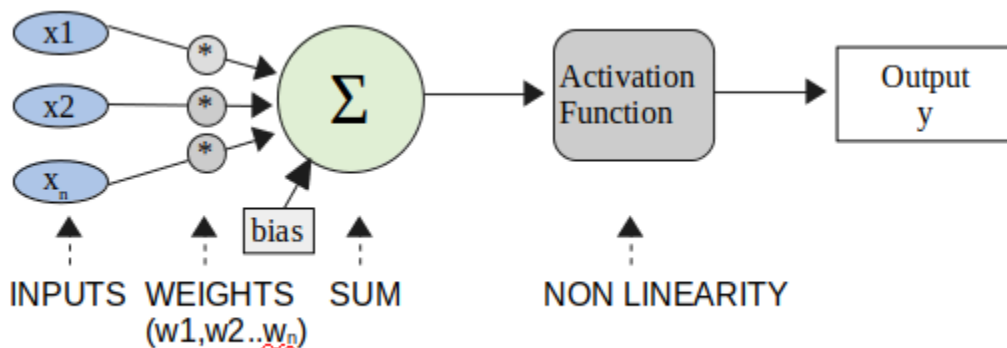 x1
*
x2
*
xn
*
Σ
bias
Activation
Function
Output
y
INPUTS
WEIGHTS
(w1,w2..wn)
SUM
NON LINEARITY